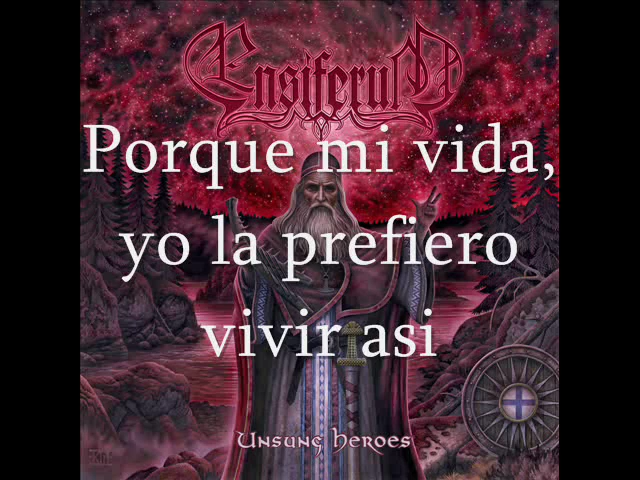 Ensiferum
Porque mi vida,
yo la prefiero
vivir asi
Unsung Heroes